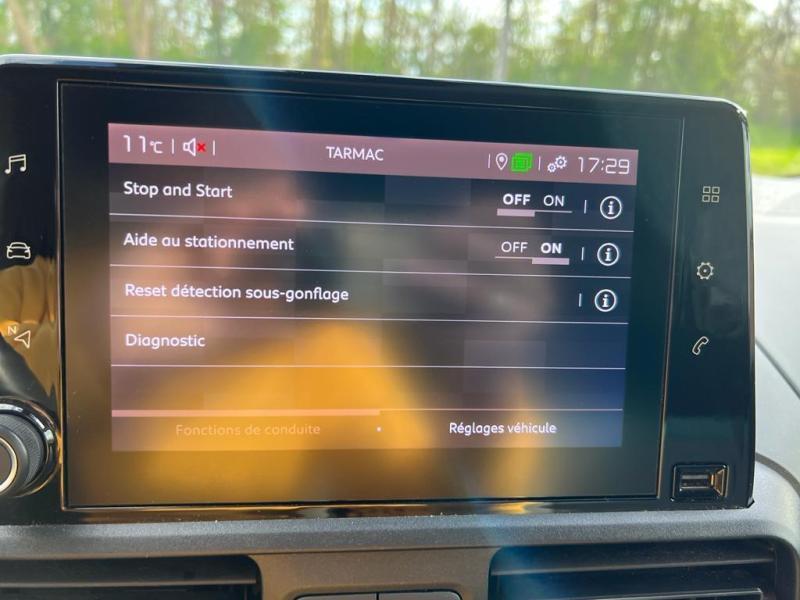 11°C TARMAC 17:29
Stop and Start OFF ON
Aide au stationnement OFF ON
Reset détection sous-gonflage
Diagnostic
Fonctions de conduite Réglages véhicule
N